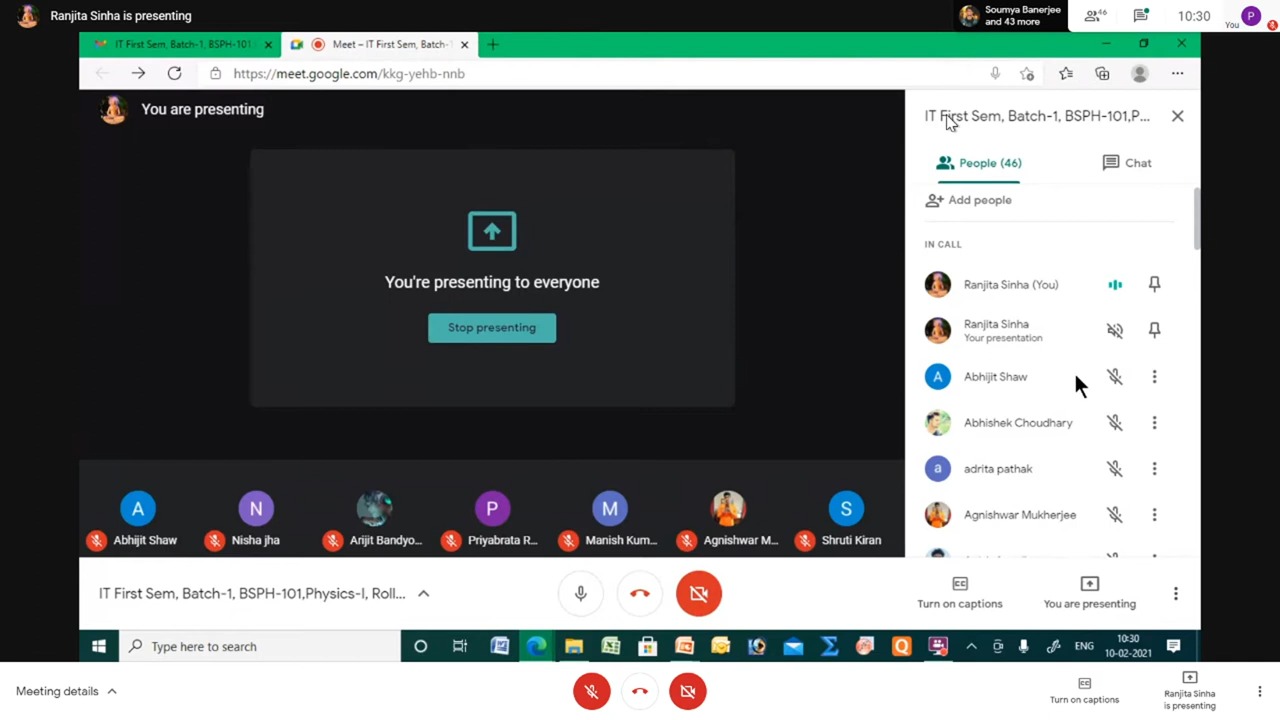 Ranjita Sinha is presenting
Soumya Banerjee
and 43 more
46
10:30
P
You
IT First Sem, Batch-1, BSPH-101
Meet – IT First Sem, Batch-
https://meet.google.com/kkg-yehb-nnb
You are presenting
You're presenting to everyone
Stop presenting
IT First Sem, Batch-1, BSPH-101,P...
People (46)
Chat
Add people
IN CALL
Ranjita Sinha (You)
Ranjita Sinha
Your presentation
A Abhijit Shaw
Abhishek Choudhary
a adrita pathak
Agnishwar Mukherjee
A N P M S
Abhijit Shaw Nisha jha Arijit Bandyo... Priyabrata R... Manish Kum... Agnishwar M... Shruti Kiran
IT First Sem, Batch-1, BSPH-101,Physics-I, Roll...
CC
Turn on captions
You are presenting
Type here to search
ENG
10:30
10-02-2021
Meeting details
CC
Turn on captions
Ranjita Sinha
is presenting